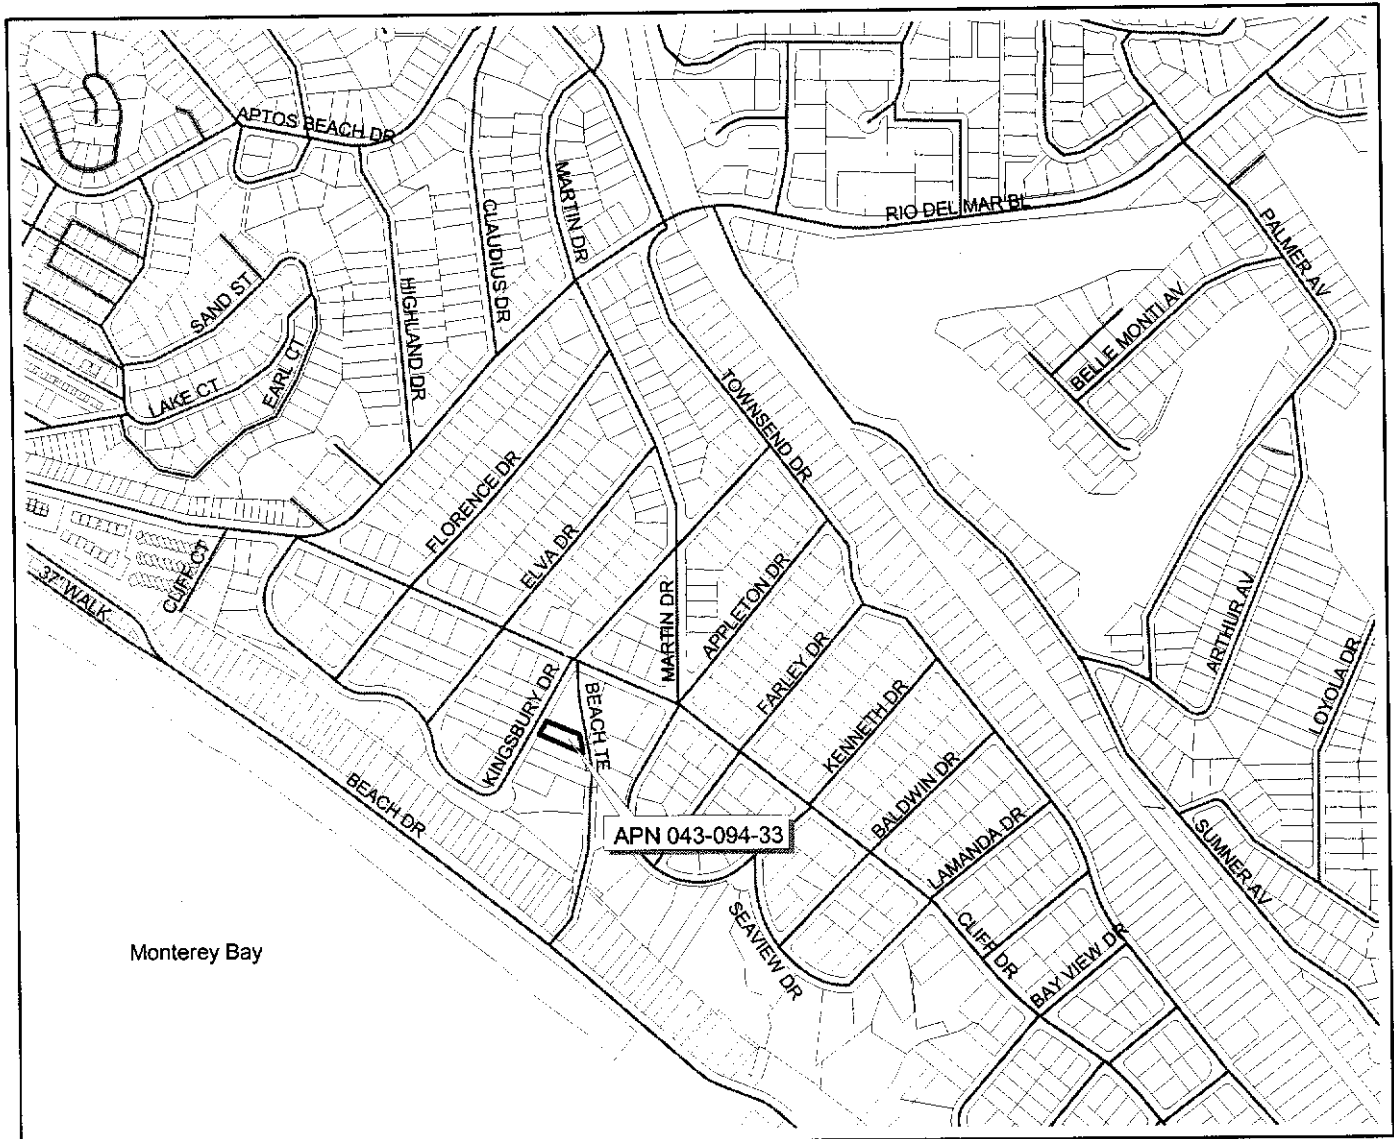 APTOS BEACH DR
MARTIN DR
CLAUDIUS DR
RIO DEL MAR BL
PALMER AV
SAND ST
HIGHLAND DR
BELLE MONTI AV
LAKE CT
EARL CT
TOWNSEND DR
FLORENCE DR
ELVA DR
CLIFF CT
37' WALK
MARTIN DR
APPLETON DR
FARLEY DR
ARTHUR AV
LOYOLA DR
KINGSBURY DR
BEACH TE
KENNETH DR
BEACH DR
BALDWIN DR
APN 043-094-33
LAMANDA DR
SUMNER AV
SEAVIEW DR
CLIFF DR
BAY VIEW DR
Monterey Bay